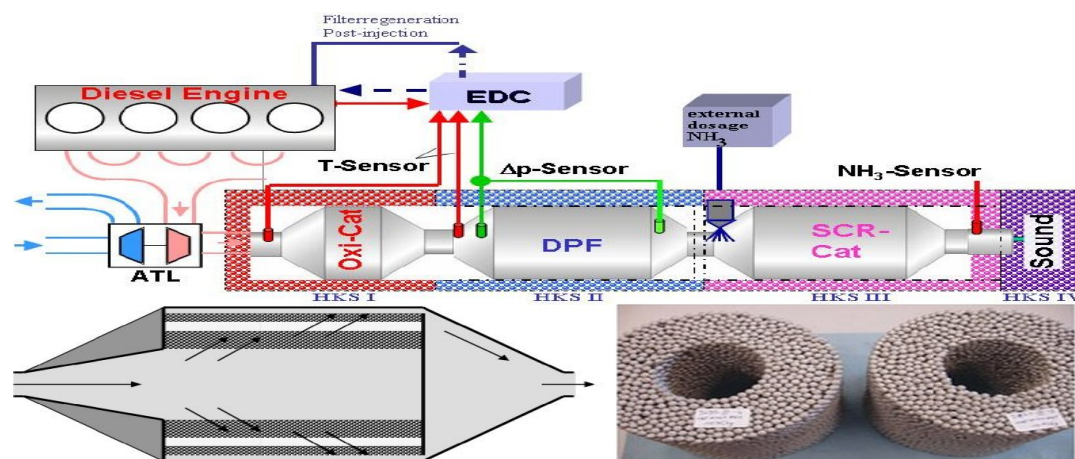 Filterregeneration
Post-injection
Diesel Engine
EDC
external
dosage
NH3
T-Sensor
Δp-Sensor
NH3-Sensor
Oxi-Cat
DPF
SCR-
Cat
Sound
ATL
HKS I
HKS II
HKS III
HKS IV